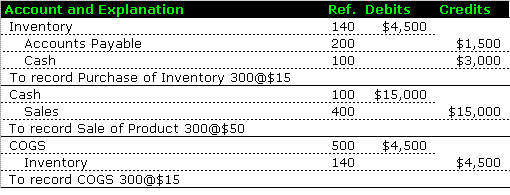 Account and Explanation Ref. Debits Credits
Inventory 140 $4,500
Accounts Payable 200 $1,500
Cash 100 $3,000
To record Purchase of Inventory 300@$15
Cash 100 $15,000
Sales 400 $15,000
To record Sale of Product 300@$50
COGS 500 $4,500
Inventory 140 $4,500
To record COGS 300@$15